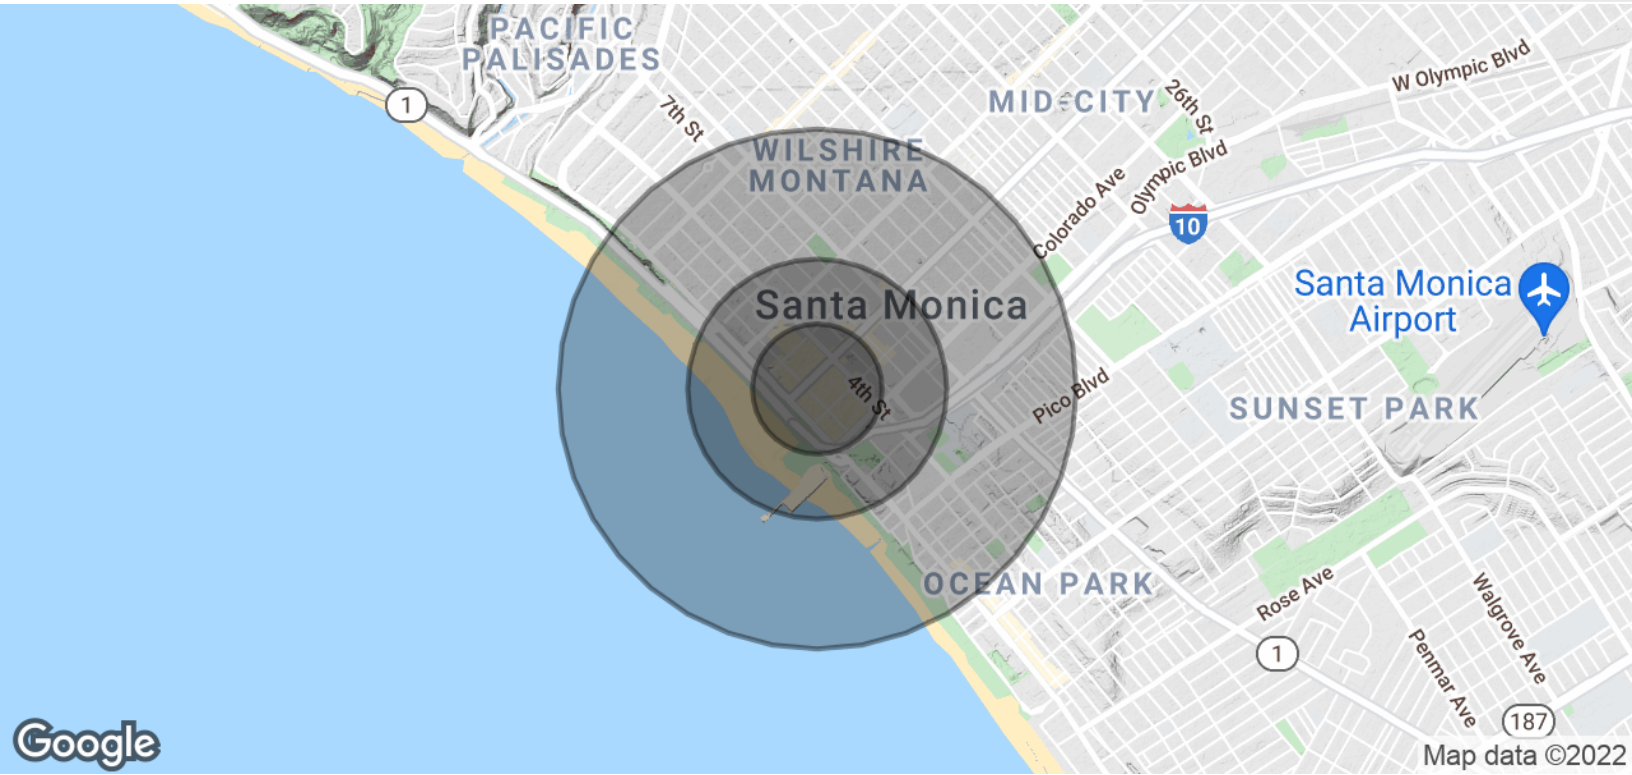 PACIFIC
PALISADES
1
7th St
MID-CITY
26th St
W Olympic Blvd
WILSHIRE
MONTANA
Olympic Blvd
Colorado Ave
10
Santa Monica
Santa Monica
Airport
4th St
Pico Blvd
SUNSET PARK
OCEAN PARK
Rose Ave
Walgrove Ave
Penmar Ave
1
187
Google
Map data ©2022